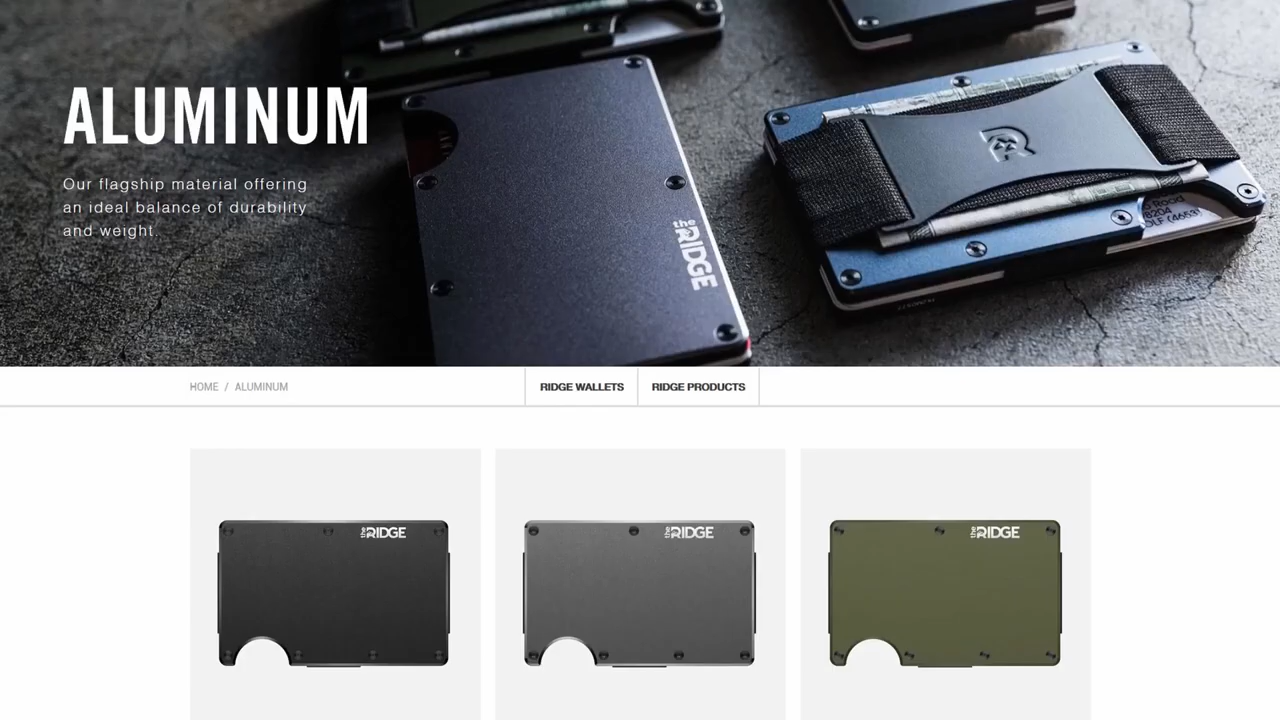 ALUMINUM
Our flagship material offering
an ideal balance of durability
and weight.
the RIDGE
HOME / ALUMINUM
RIDGE WALLETS
RIDGE PRODUCTS
the RIDGE
the RIDGE
the RIDGE